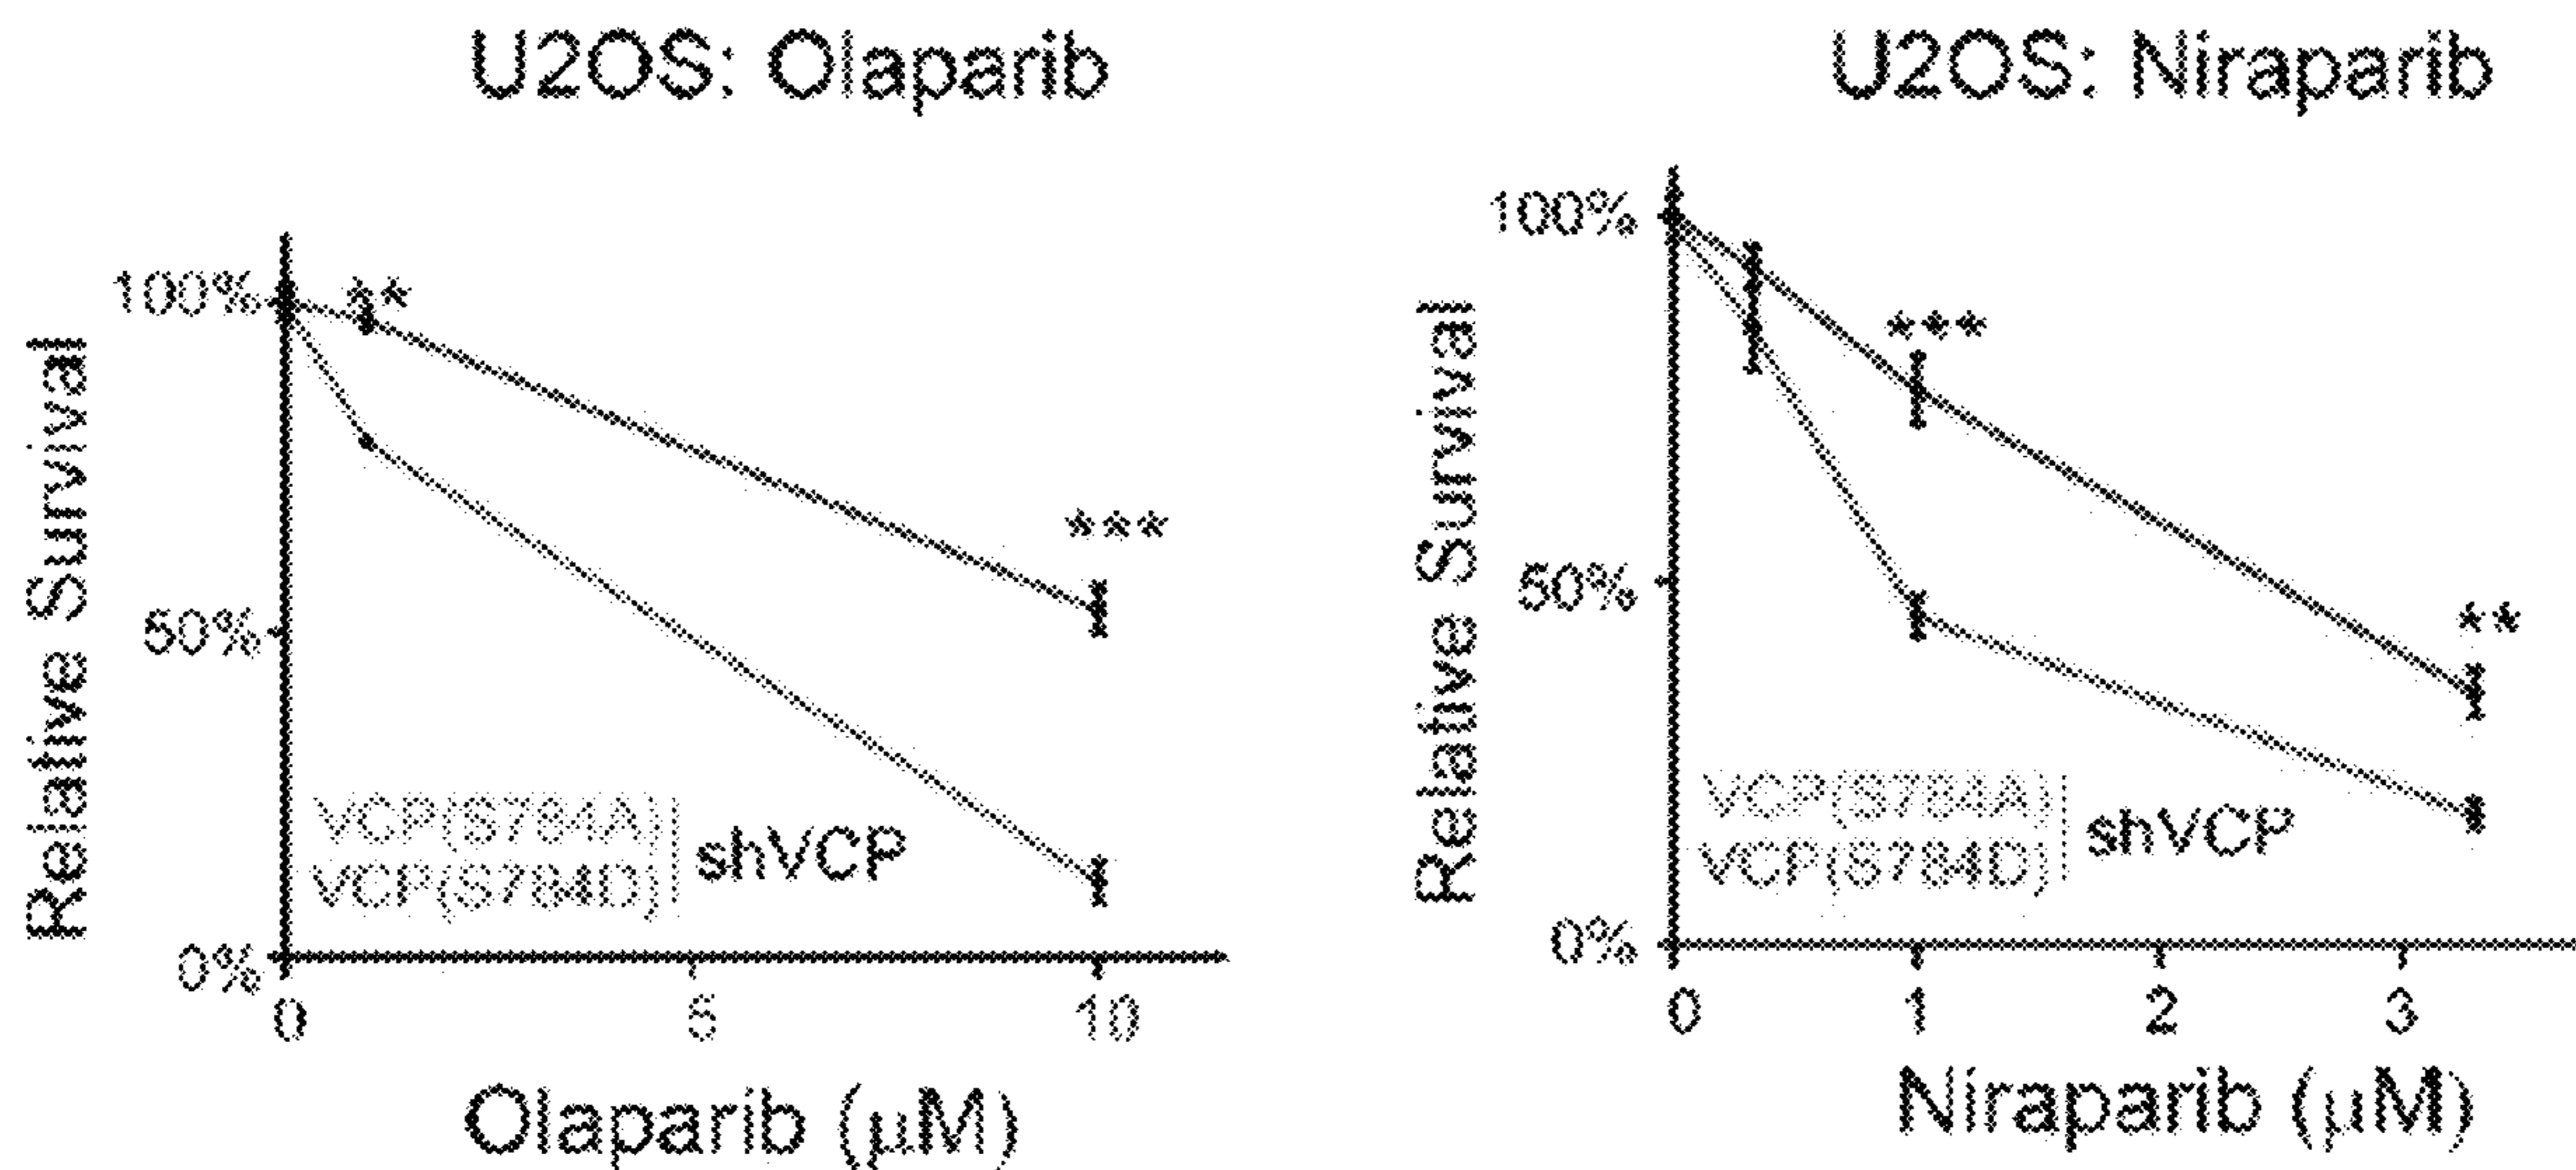 U2OS: Olaparib
Relative Survival
100%
**
***
50%
VCP(S784A)
VCP(S784D)
shVCP
0%
0
5
10
Olaparib (μM)
U2OS: Niraparib
Relative Survival
100%
***
50%
**
VCP(S784A)
VCP(S784D)
shVCP
0%
0
1
2
3
Niraparib (μM)